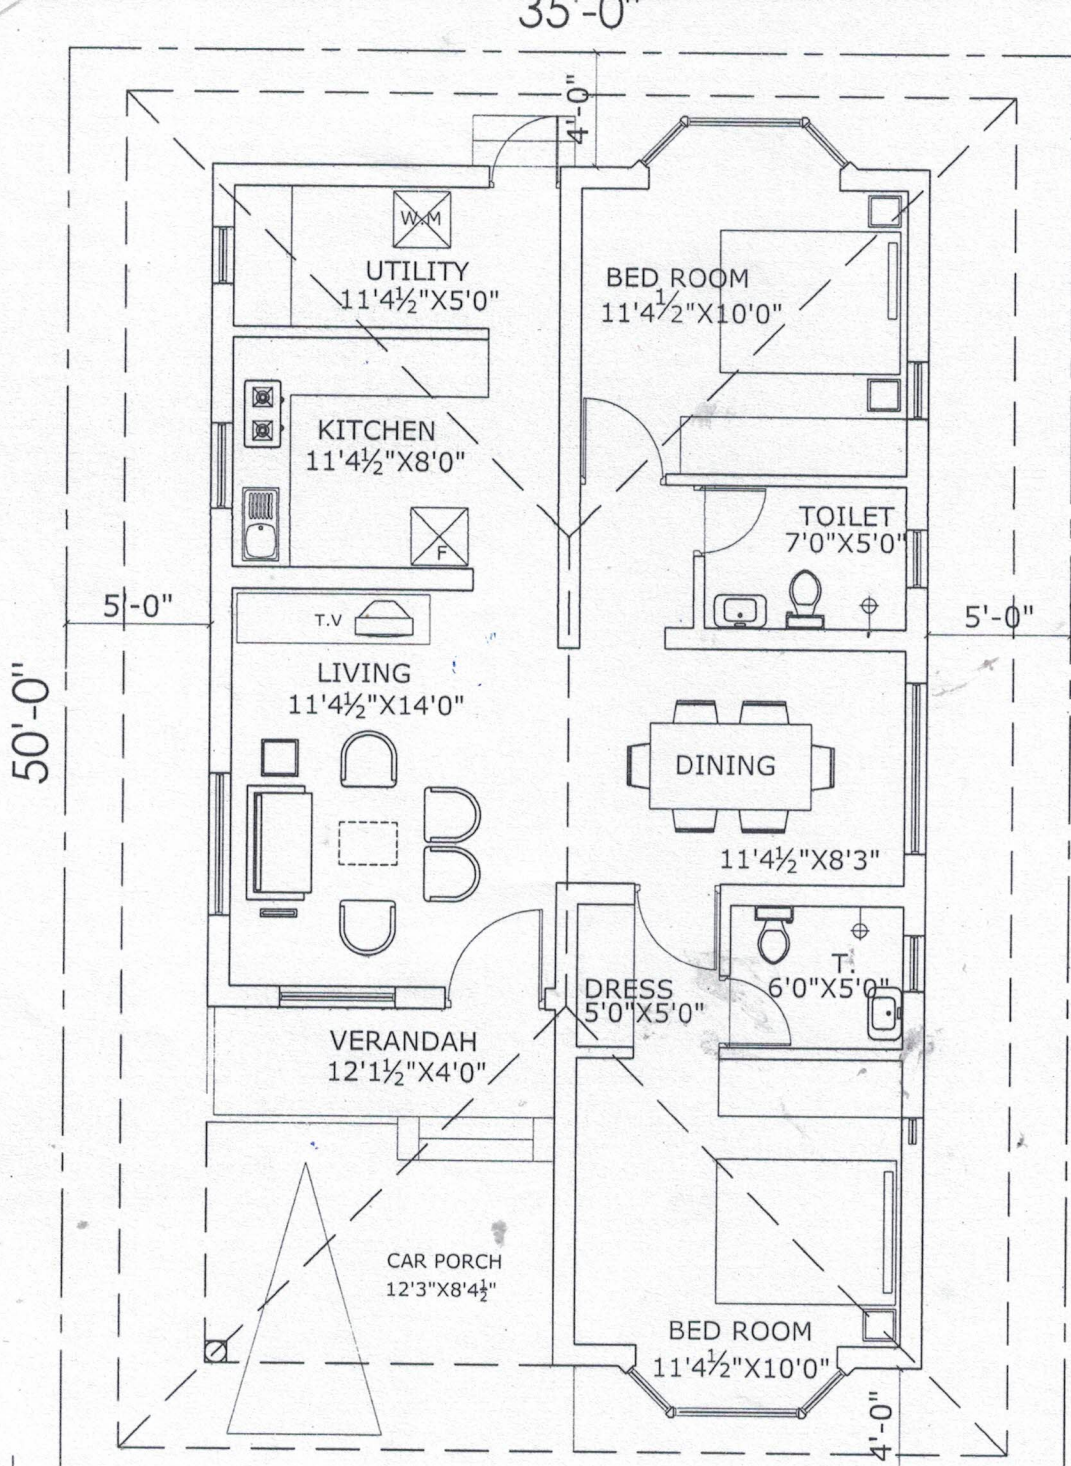 35'-0"
4'-0"
W.M
UTILITY
11'4½"X5'0"
BED ROOM
11'4½"X10'0"
KITCHEN
11'4½"X8'0"
F
TOILET
7'0"X5'0"
5'-0"
T.V
5'-0"
50'-0"
LIVING
11'4½"X14'0"
DINING
11'4½"X8'3"
DRESS
5'0"X5'0"
T.
6'0"X5'0"
VERANDAH
12'1½"X4'0"
CAR PORCH
12'3"X8'4½"
BED ROOM
11'4½"X10'0"
4'-0"